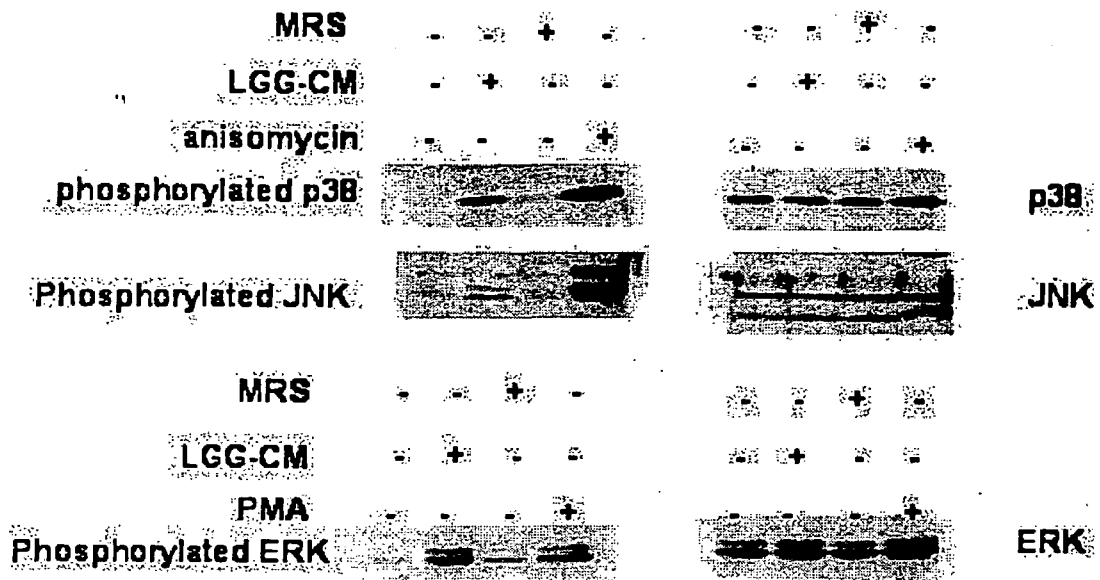 MRS - - + - - - + -
LGG-CM - + - - - + - -
anisomycin - - - + - - - +
phosphorylated p38 p38
Phosphorylated JNK JNK
MRS - - + - - - + -
LGG-CM - + - - - + - -
PMA - - - + - - - +
Phosphorylated ERK ERK